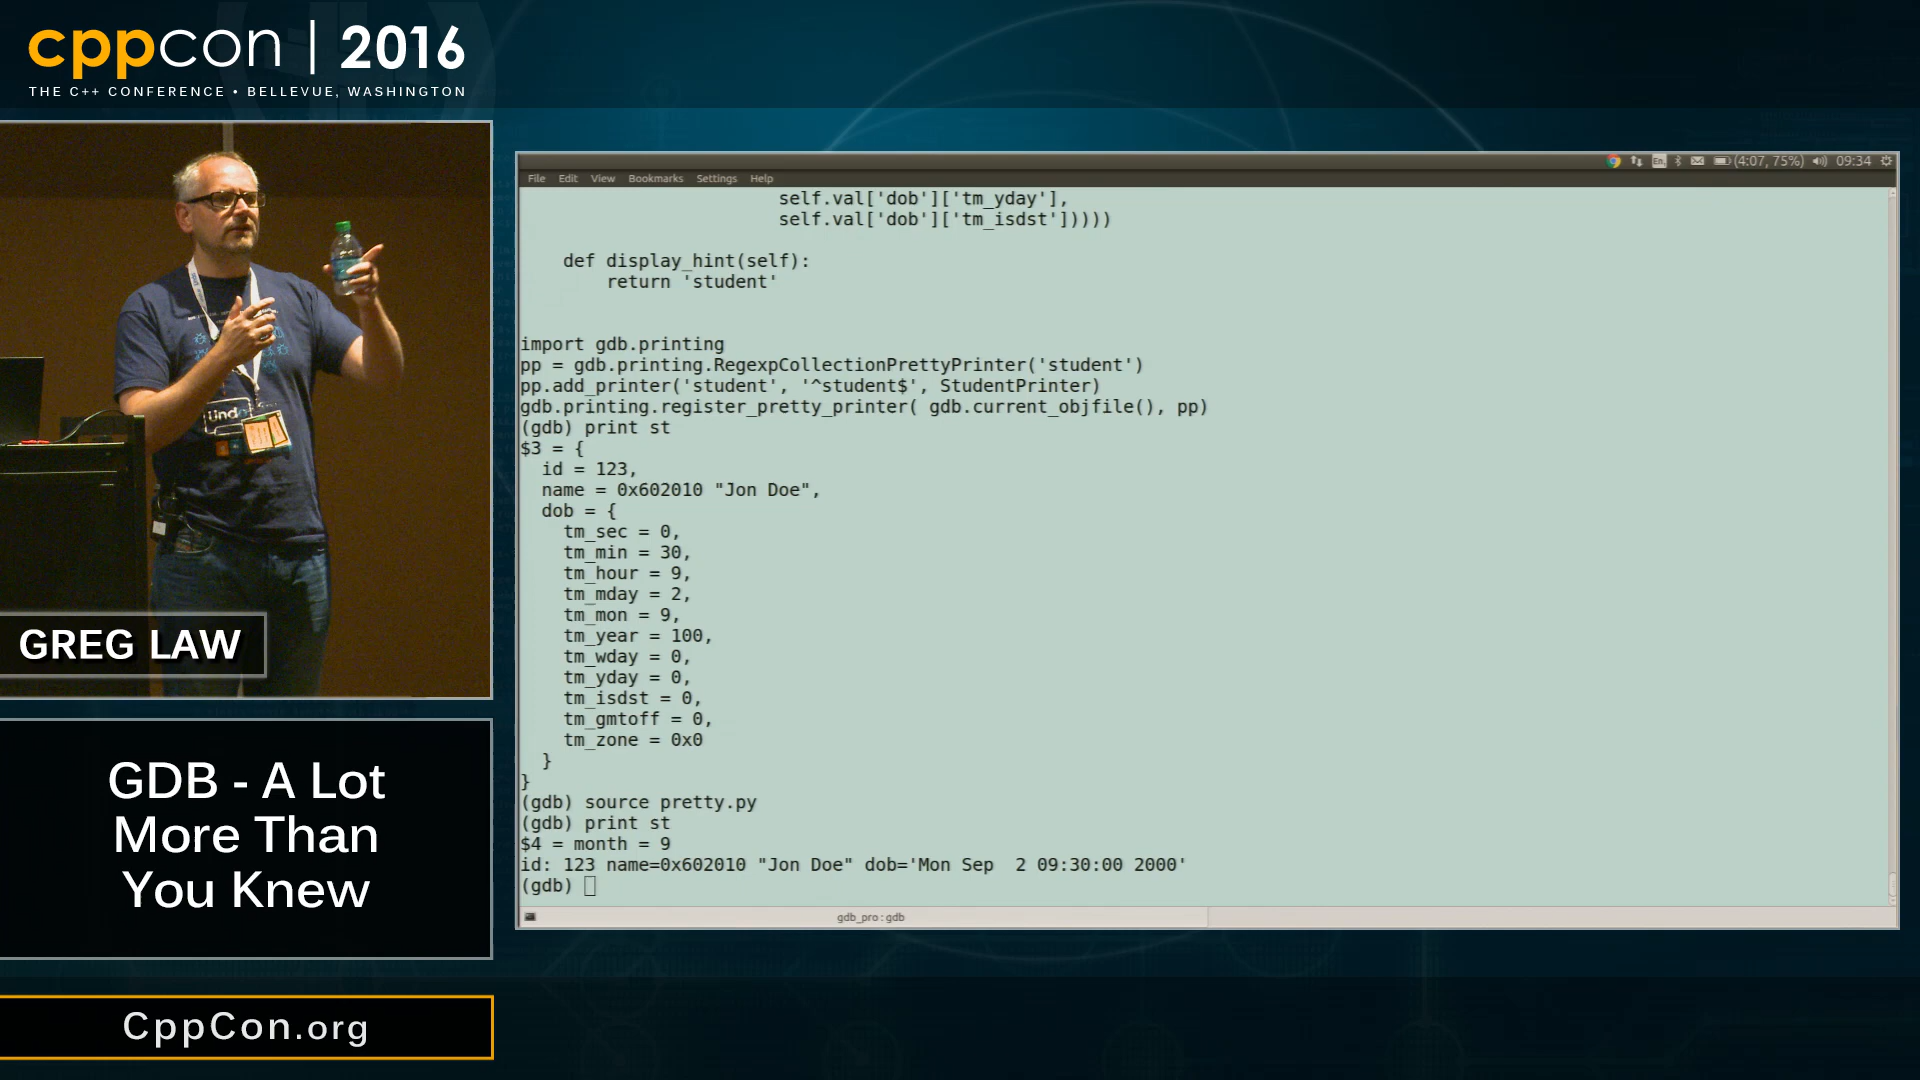 cppcon | 2016
THE C++ CONFERENCE • BELLEVUE, WASHINGTON
GREG LAW
GDB - A Lot
More Than
You Knew
CppCon.org
En
(4:07, 75%)
09:34
File Edit View Bookmarks Settings Help
self.val['dob']['tm_yday'],
self.val['dob']['tm_isdst']))))
def display_hint(self):
return 'student'
import gdb.printing
pp = gdb.printing.RegexpCollectionPrettyPrinter('student')
pp.add_printer('student', '^student$', StudentPrinter)
gdb.printing.register_pretty_printer( gdb.current_objfile(), pp)
(gdb) print st
$3 = {
id = 123,
name = 0x602010 "Jon Doe",
dob = {
tm_sec = 0,
tm_min = 30,
tm_hour = 9,
tm_mday = 2,
tm_mon = 9,
tm_year = 100,
tm_wday = 0,
tm_yday = 0,
tm_isdst = 0,
tm_gmtoff = 0,
tm_zone = 0x0
}
}
(gdb) source pretty.py
(gdb) print st
$4 = month = 9
id: 123 name=0x602010 "Jon Doe" dob='Mon Sep  2 09:30:00 2000'
(gdb)
gdb_pro : gdb